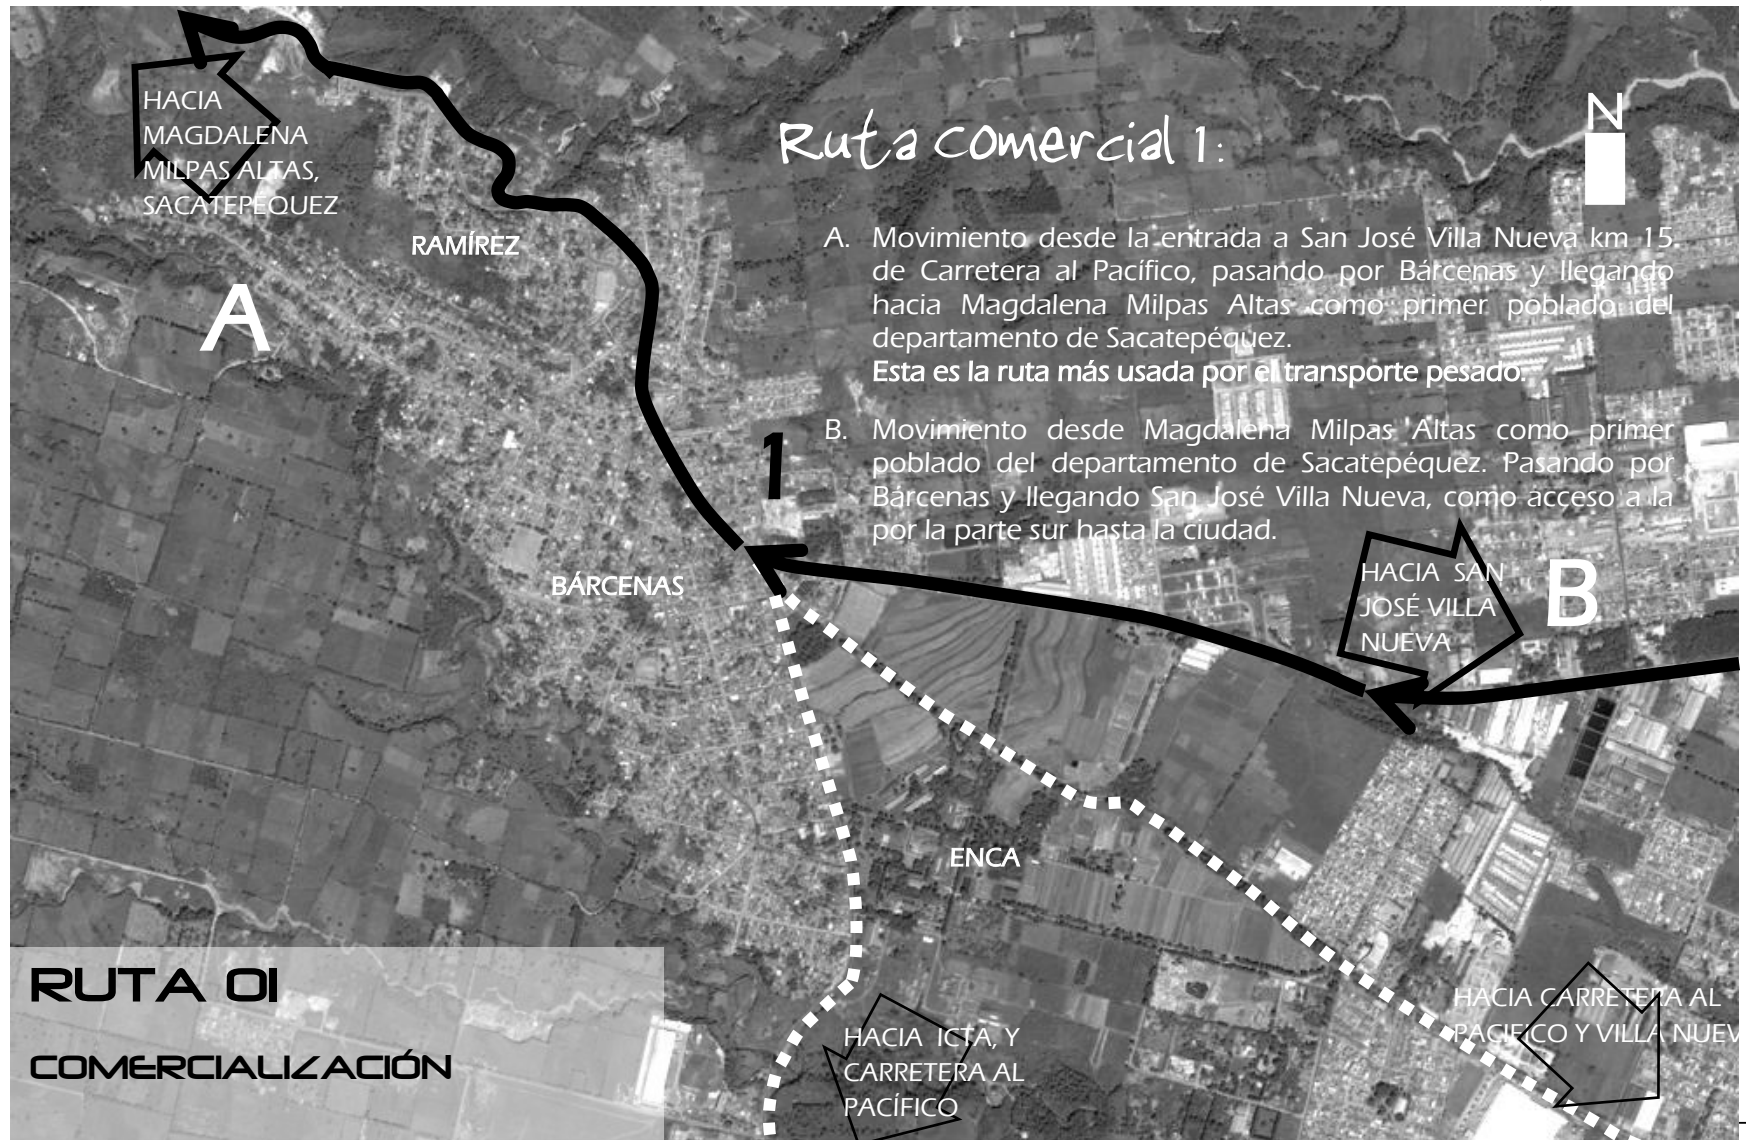 HACIA
MAGDALENA
MILPAS ALTAS,
SACATEPÉQUEZ
RAMÍREZ
A
Ruta comercial 1:
N
A. Movimiento desde la entrada a San José Villa Nueva km 15.
de Carretera al Pacífico, pasando por Bárcenas y llegando
hacia Magdalena Milpas Altas como primer poblado del
departamento de Sacatepéquez.
Esta es la ruta más usada por el transporte pesado.
B. Movimiento desde Magdalena Milpas Altas como primer
poblado del departamento de Sacatepéquez. Pasando por
Bárcenas y llegando San José Villa Nueva, como acceso a la
por la parte sur hasta la ciudad.
1
BÁRCENAS
HACIA SAN
JOSÉ VILLA
NUEVA
B
ENCA
HACIA CARRETERA AL
PACIFICO Y VILLA NUEV
HACIA ICTA, Y
CARRETERA AL
PACÍFICO
RUTA 01
COMERCIALIZACIÓN